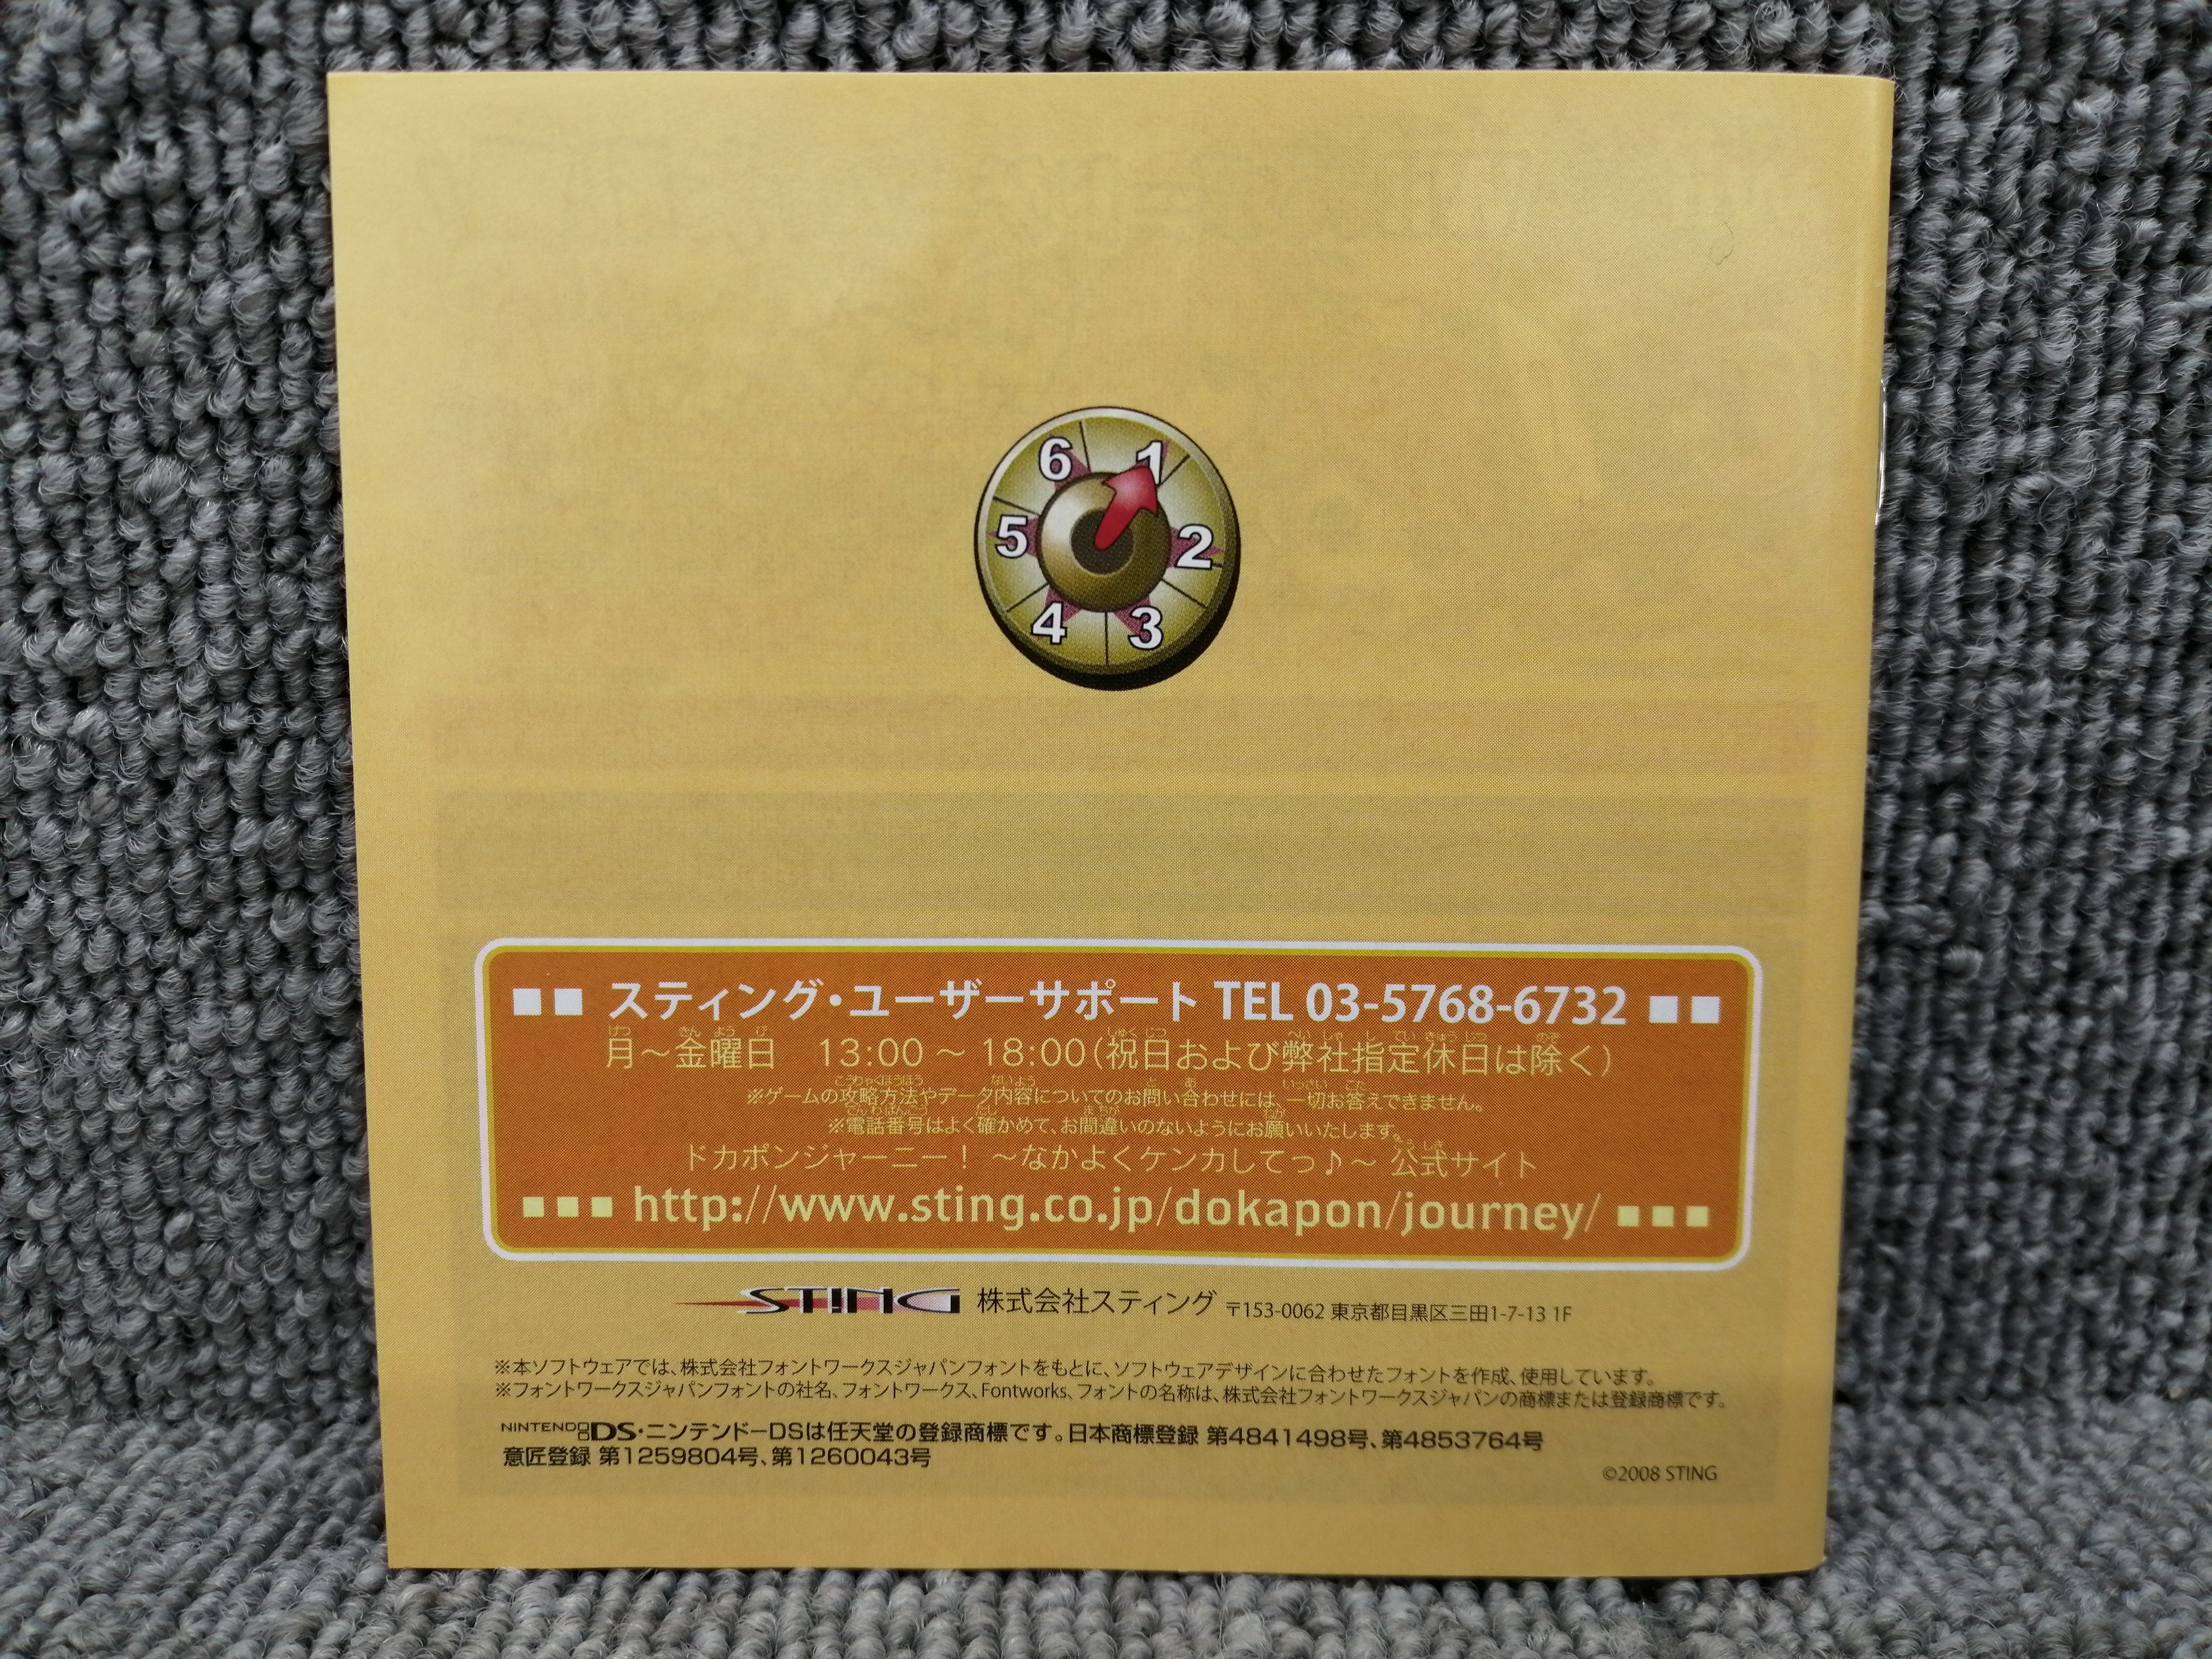 6 1
5 2
4 3
■■ スティング・ユーザーサポート TEL 03-5768-6732 ■■
月～金曜日　13:00 ～ 18:00(祝日および弊社指定休日は除く)
※ゲームの攻略方法やデータ内容についてのお問い合わせには、一切お答えできません。
※電話番号はよく確かめて、お間違いのないようにお願いいたします。
ドカポンジャーニー！ ～なかよくケンカしてっ♪～ 公式サイト
■■■ http://www.sting.co.jp/dokapon/journey/ ■■■
STING 株式会社スティング 〒153-0062 東京都目黒区三田1-7-13 1F
※本ソフトウェアでは、株式会社フォントワークスジャパンフォントをもとに、ソフトウェアデザインに合わせたフォントを作成、使用しています。
※フォントワークスジャパンフォントの社名、フォントワークス、Fontworks、フォントの名称は、株式会社フォントワークスジャパンの商標または登録商標です。
NINTENDO DS・ニンテンドーDSは任天堂の登録商標です。日本商標登録 第4841498号、第4853764号
意匠登録 第1259804号、第1260043号
©2008 STING